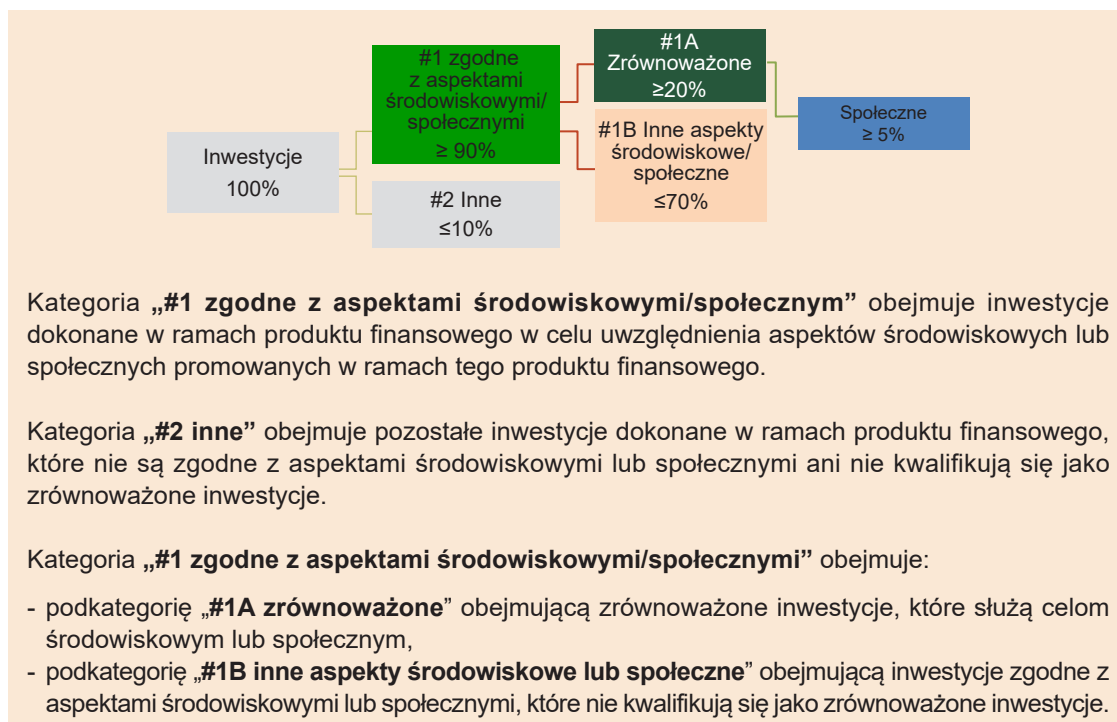 Inwestycje
100%
#1 zgodne
z aspektami
środowiskowymi/
społecznymi
≥ 90%
#2 Inne
≤10%
#1A
Zrównoważone
≥20%
#1B Inne aspekty
środowiskowe/
społeczne
≤70%
Społeczne
≥ 5%
Kategoria „#1 zgodne z aspektami środowiskowymi/społecznym” obejmuje inwestycje
dokonane w ramach produktu finansowego w celu uwzględnienia aspektów środowiskowych lub
społecznych promowanych w ramach tego produktu finansowego.
Kategoria „#2 inne” obejmuje pozostałe inwestycje dokonane w ramach produktu finansowego,
które nie są zgodne z aspektami środowiskowymi lub społecznymi ani nie kwalifikują się jako
zrównoważone inwestycje.
Kategoria „#1 zgodne z aspektami środowiskowymi/społecznymi” obejmuje:
- podkategorię „#1A zrównoważone” obejmującą zrównoważone inwestycje, które służą celom
środowiskowym lub społecznym,
- podkategorię „#1B inne aspekty środowiskowe lub społeczne” obejmującą inwestycje zgodne z
aspektami środowiskowymi lub społecznymi, które nie kwalifikują się jako zrównoważone inwestycje.